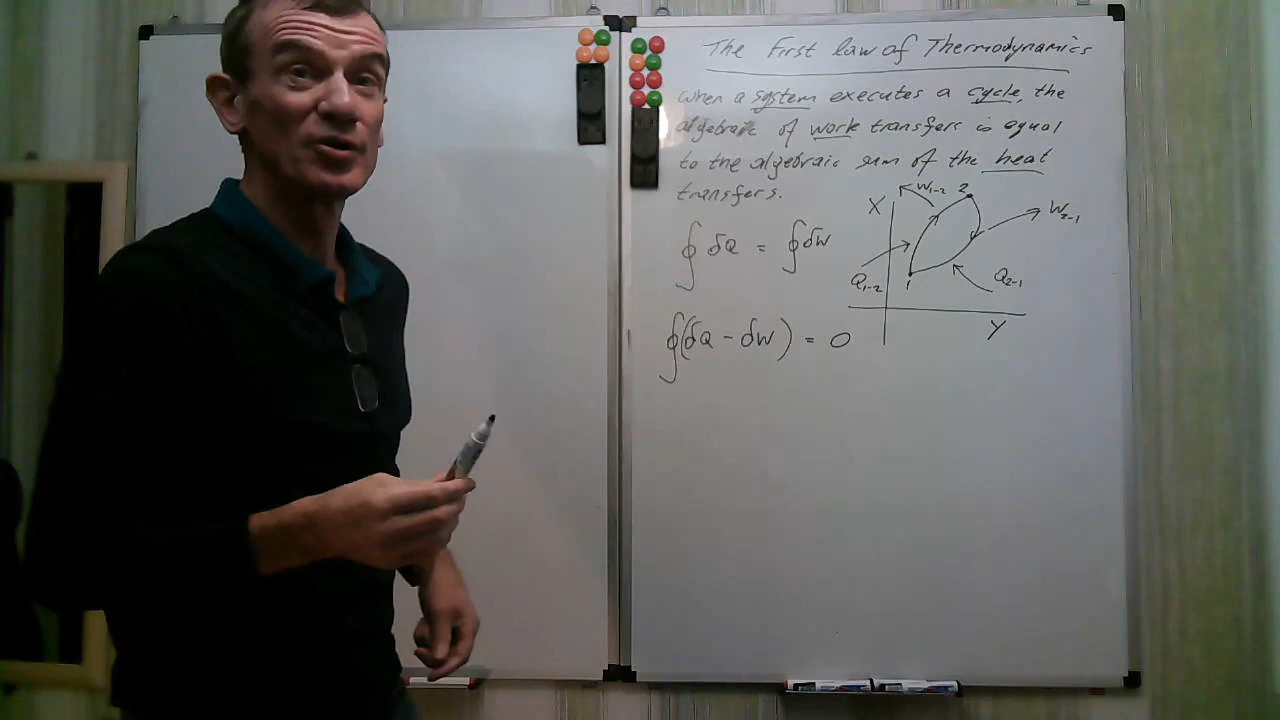 The First law of Thermodynamics
When a system executes a cycle, the
algebraic of work transfers is equal
to the algebraic sum of the heat
transfers.
∮ δQ = ∮ δW
∮(δQ - δW) = 0
X
W1-2
2
W2-1
Q1-2
1
Q2-1
Y